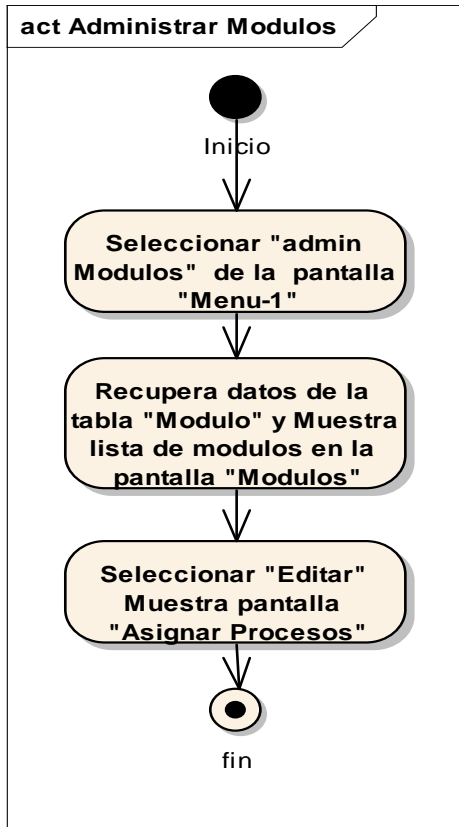 act Administrar Modulos
Inicio
Seleccionar "admin
Modulos" de la pantalla
"Menu-1"
Recupera datos de la
tabla "Modulo" y Muestra
lista de modulos en la
pantalla "Modulos"
Seleccionar "Editar"
Muestra pantalla
"Asignar Procesos"
fin